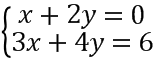 x + 2y = 0
3x + 4y = 6